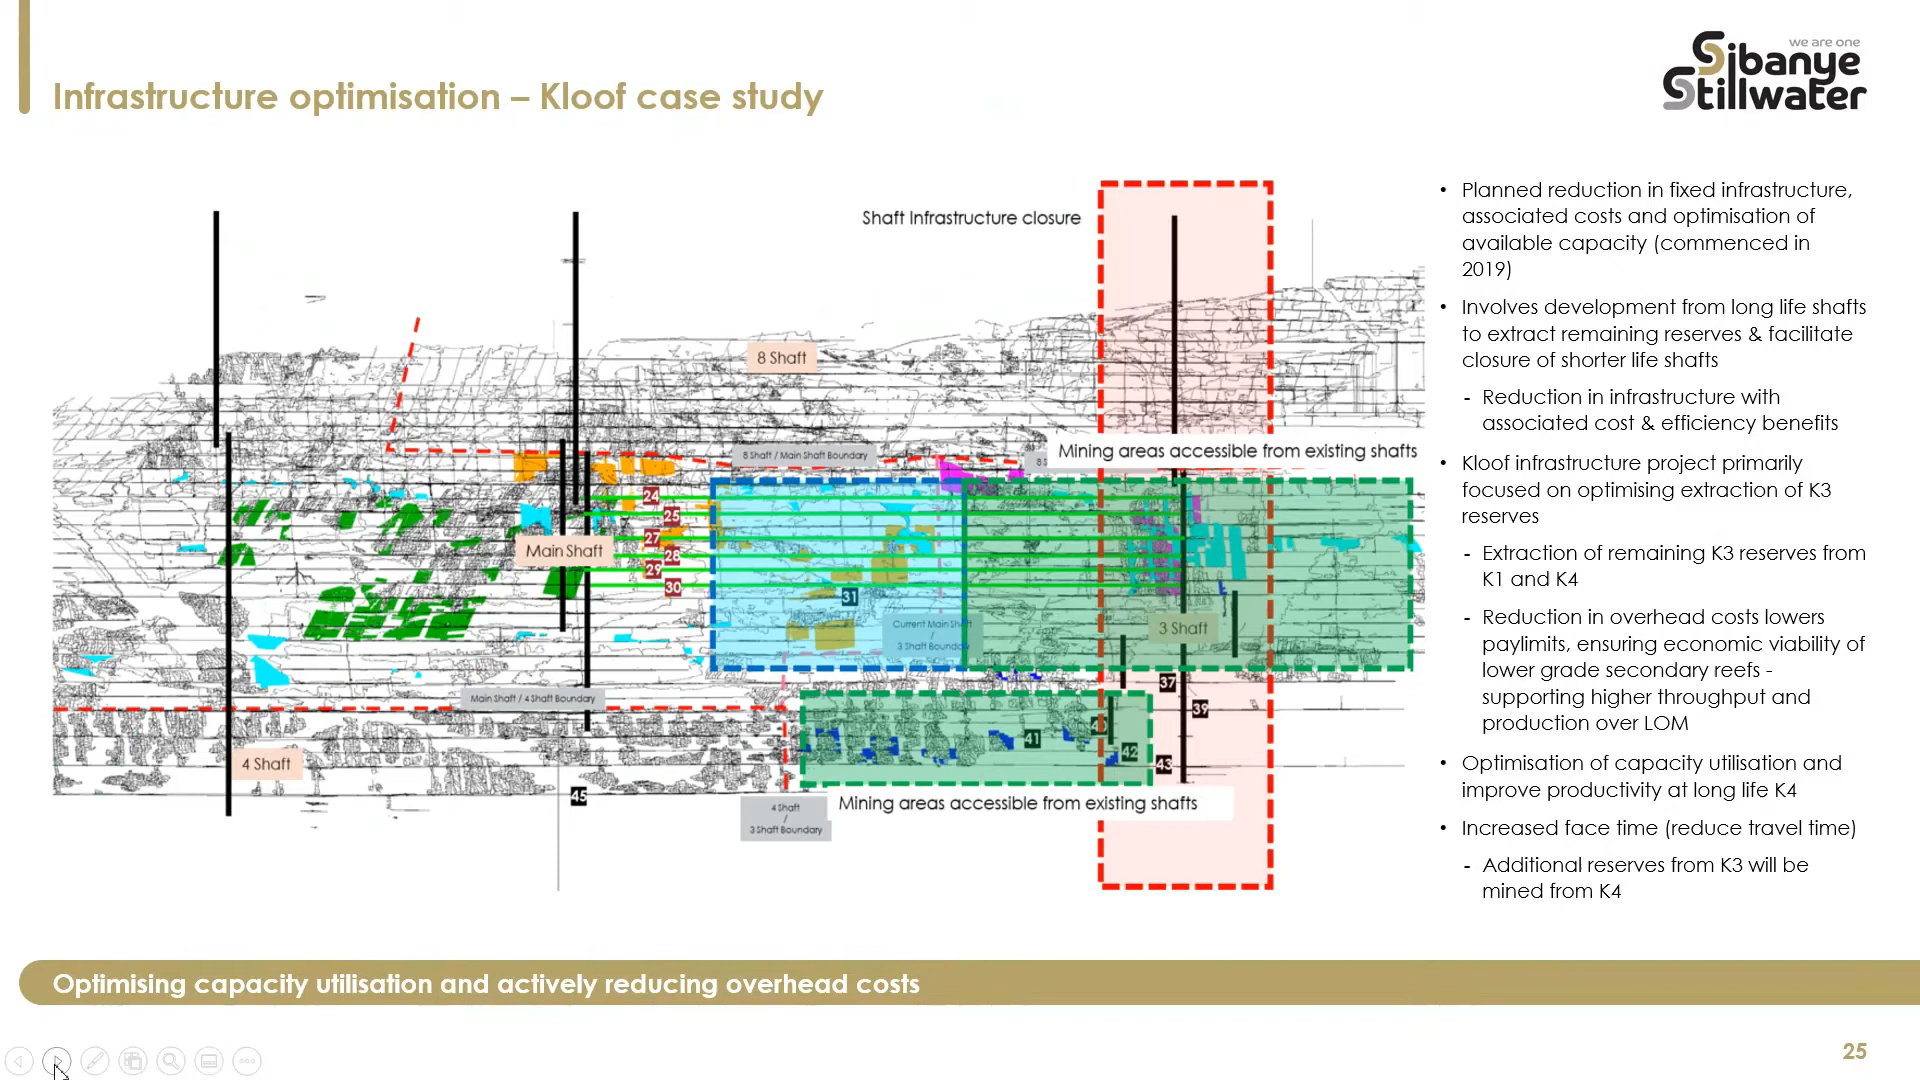 Infrastructure optimisation – Kloof case study
we are one
Sibanye
Stillwater
Shaft Infrastructure closure
8 Shaft
8 Shaft / Main Shaft Boundary
8 S
Mining areas accessible from existing shafts
24
25
27
28
29
30
Main Shaft
31
Current Main Shaft
/
3 Shaft Boundary
3 Shaft
37
39
Main Shaft / 4 Shaft Boundary
41
42
43
4 Shaft
45
4 Shaft
/
3 Shaft Boundary
Mining areas accessible from existing shafts
• Planned reduction in fixed infrastructure,
associated costs and optimisation of
available capacity (commenced in
2019)
• Involves development from long life shafts
to extract remaining reserves & facilitate
closure of shorter life shafts
- Reduction in infrastructure with
associated cost & efficiency benefits
• Kloof infrastructure project primarily
focused on optimising extraction of K3
reserves
- Extraction of remaining K3 reserves from
K1 and K4
- Reduction in overhead costs lowers
paylimits, ensuring economic viability of
lower grade secondary reefs -
supporting higher throughput and
production over LOM
• Optimisation of capacity utilisation and
improve productivity at long life K4
• Increased face time (reduce travel time)
- Additional reserves from K3 will be
mined from K4
Optimising capacity utilisation and actively reducing overhead costs
25